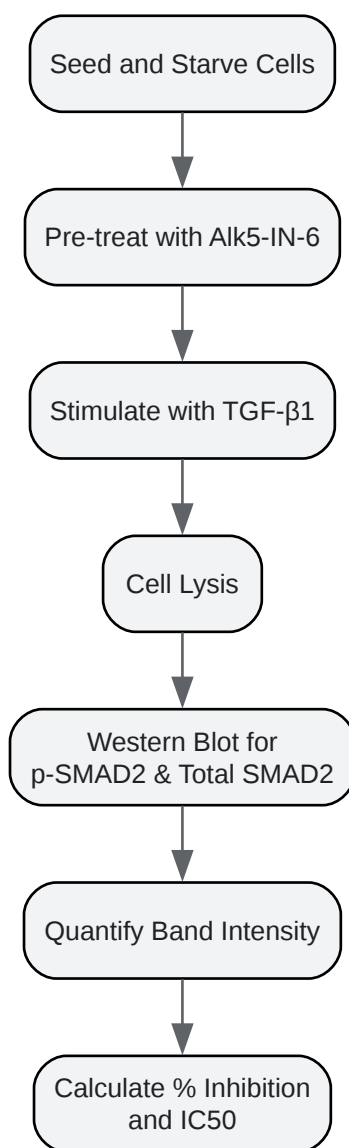 Seed and Starve Cells
Pre-treat with Alk5-IN-6
Stimulate with TGF-β1
Cell Lysis
Western Blot for
p-SMAD2 & Total SMAD2
Quantify Band Intensity
Calculate % Inhibition
and IC50